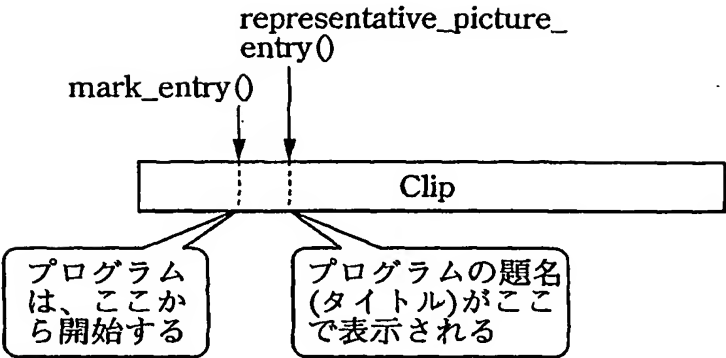 representative_picture_
entry()
mark_entry()
Clip
プログラム
は、ここか
ら開始する
プログラムの題名
(タイトル)がここ
で表示される